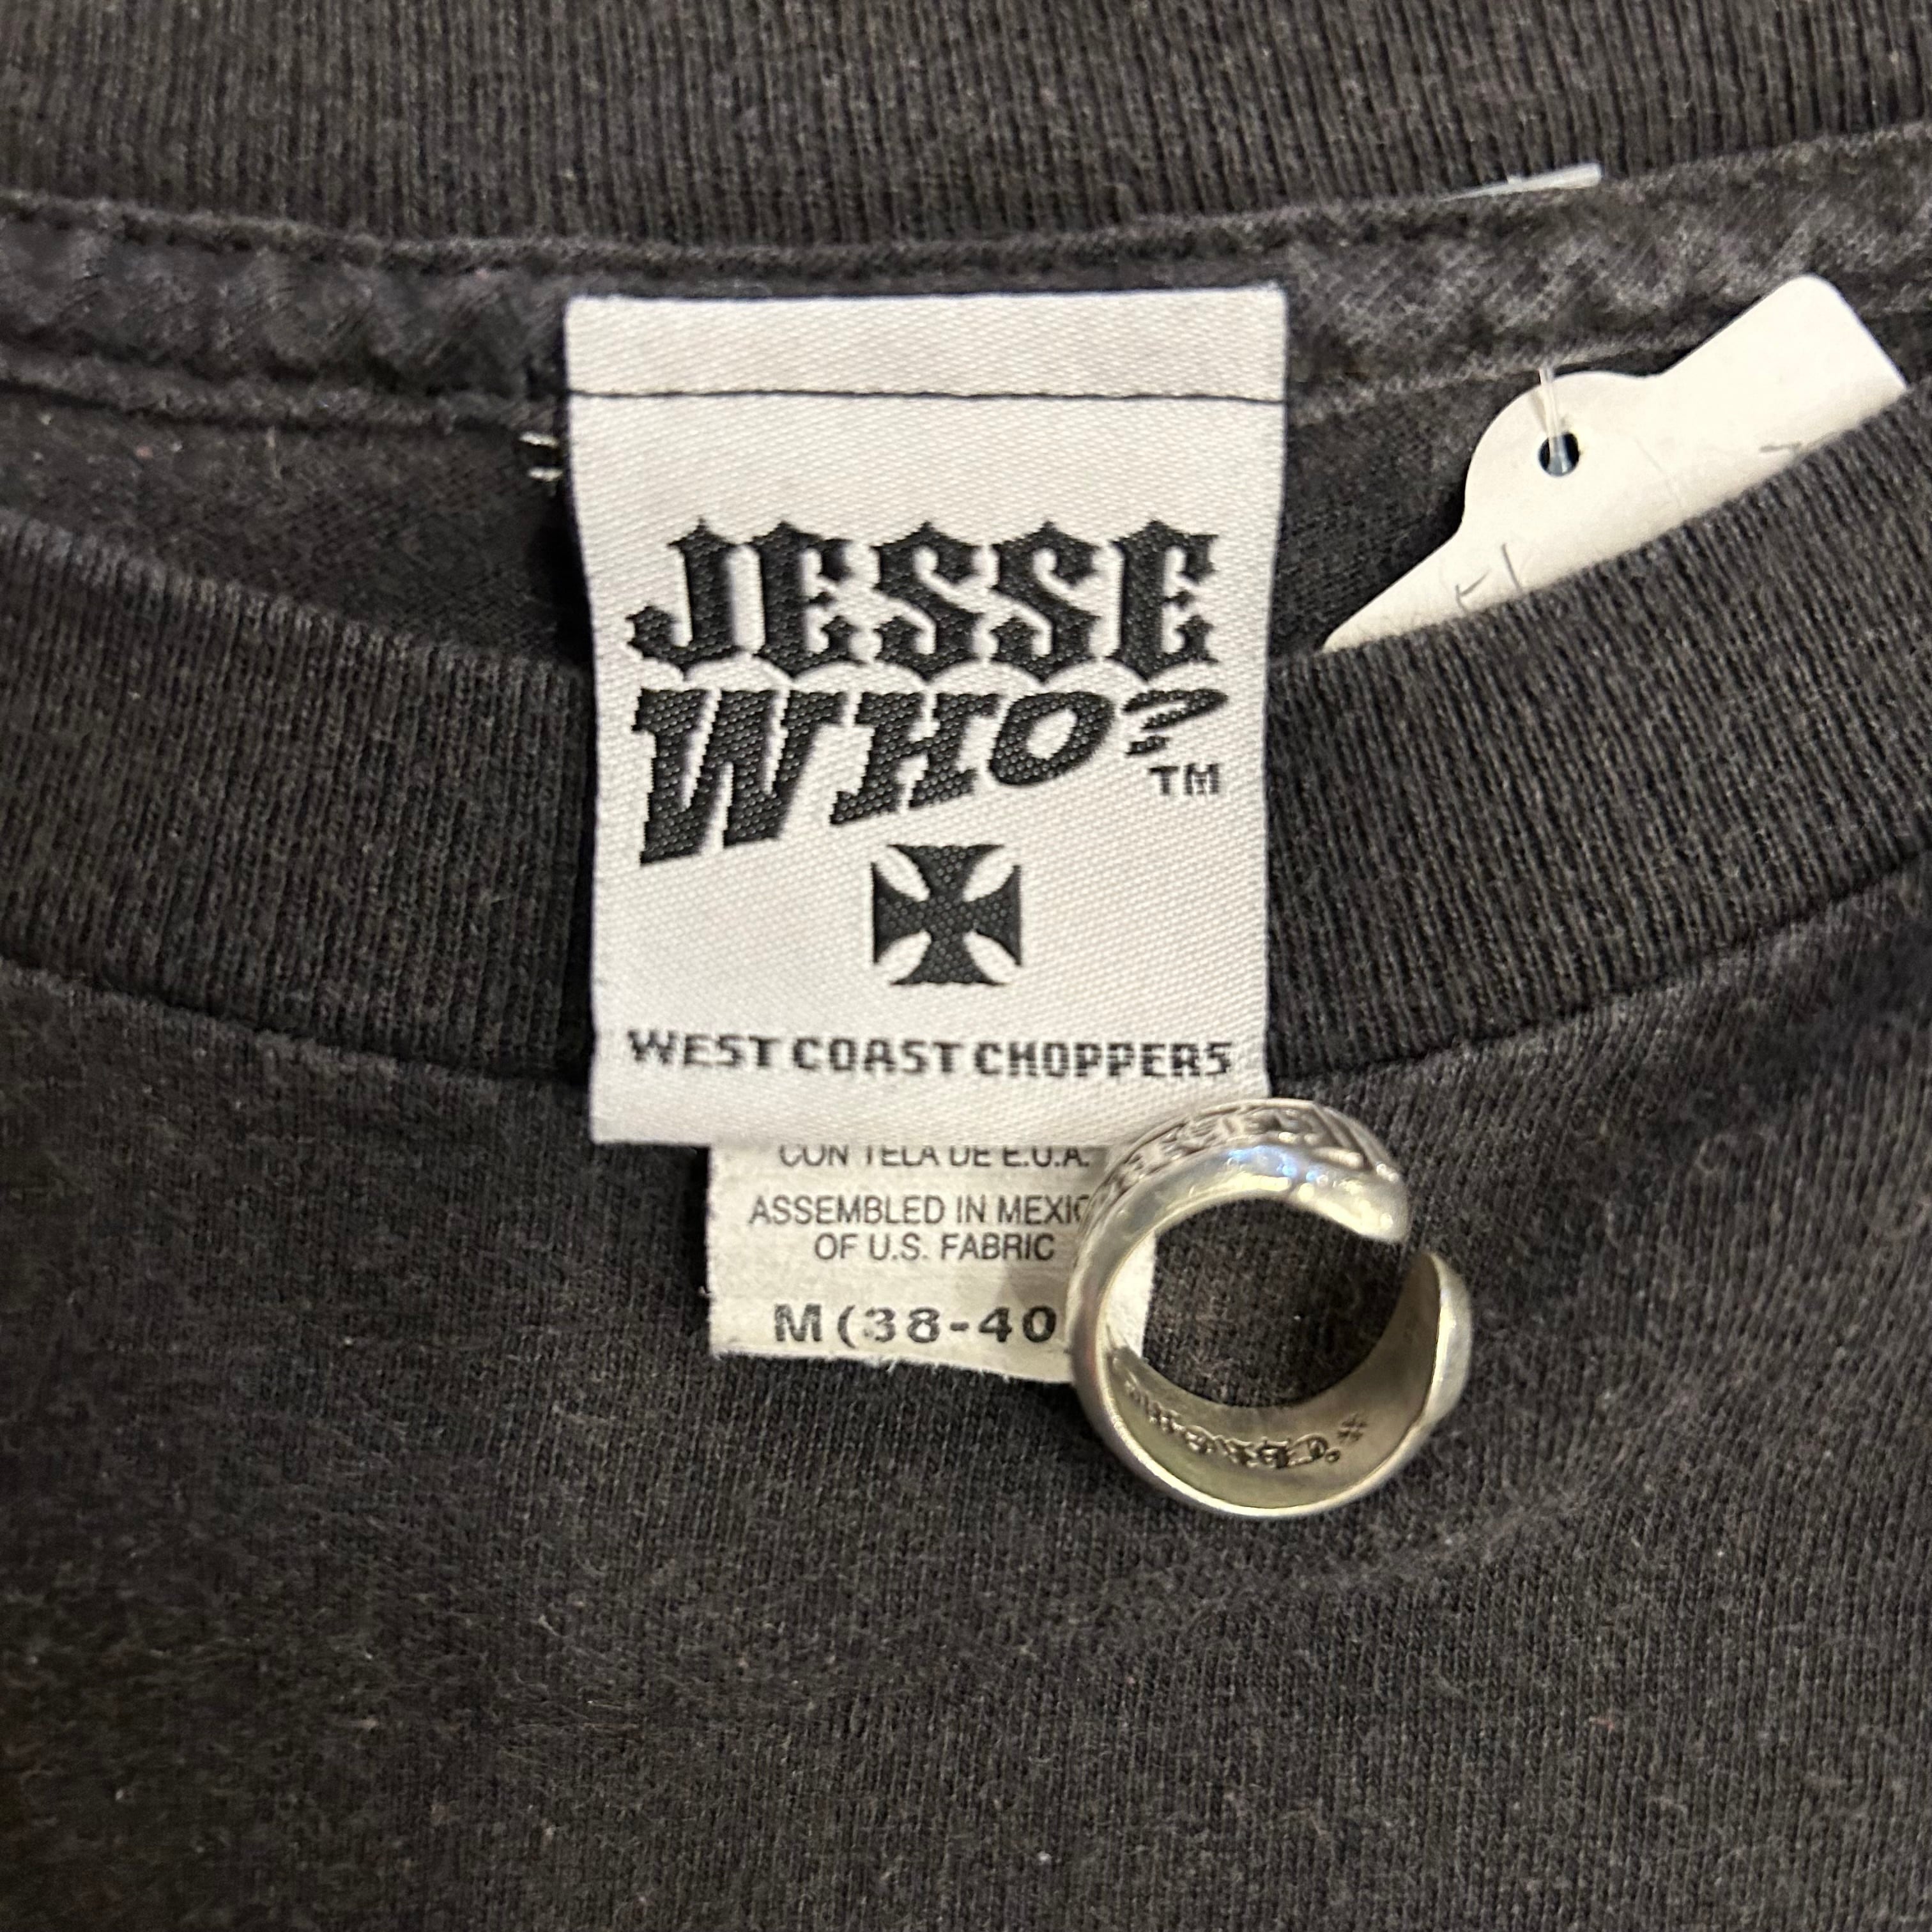 JESSE
WHO?
TM
WEST COAST CHOPPERS
CON TELA DE E.U.A.
ASSEMBLED IN MEXIC
OF U.S. FABRIC
M (38-40